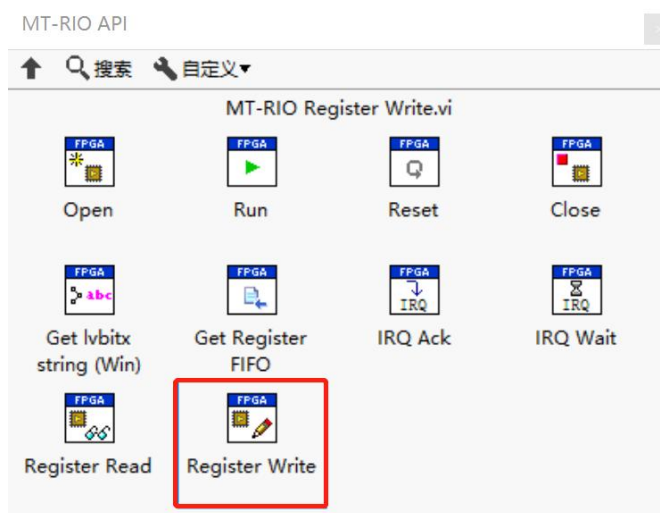 MT-RIO API
搜索 自定义
MT-RIO Register Write.vi
FPGA FPGA FPGA FPGA
Open Run Reset Close
FPGA FPGA FPGA FPGA
abc IRQ IRQ
Get lvbitx Get Register IRQ Ack IRQ Wait
string (Win) FIFO
FPGA FPGA
Register Read Register Write